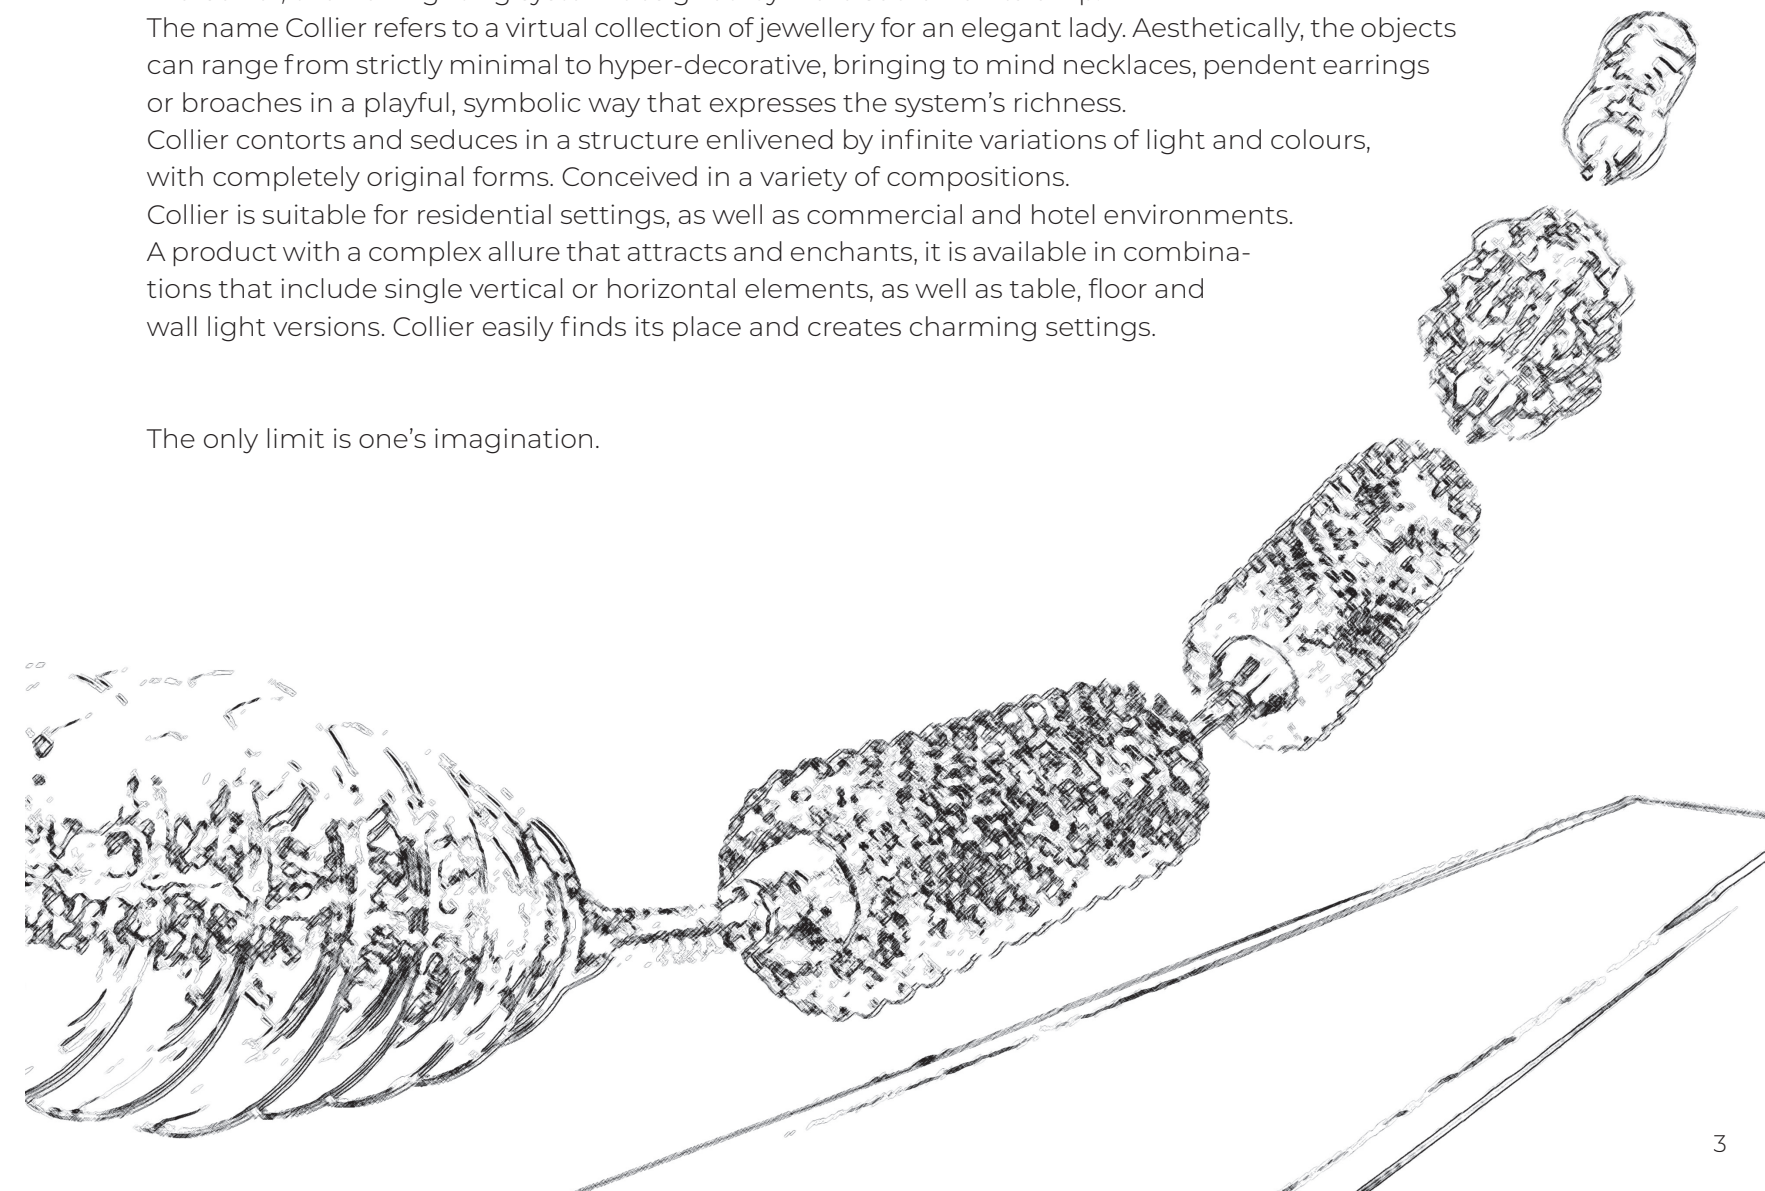 The name Collier refers to a virtual collection of jewellery for an elegant lady. Aesthetically, the objects
can range from strictly minimal to hyper-decorative, bringing to mind necklaces, pendent earrings
or broaches in a playful, symbolic way that expresses the system’s richness.
Collier contorts and seduces in a structure enlivened by infinite variations of light and colours,
with completely original forms. Conceived in a variety of compositions.
Collier is suitable for residential settings, as well as commercial and hotel environments.
A product with a complex allure that attracts and enchants, it is available in combina-
tions that include single vertical or horizontal elements, as well as table, floor and
wall light versions. Collier easily finds its place and creates charming settings.
The only limit is one’s imagination.
3